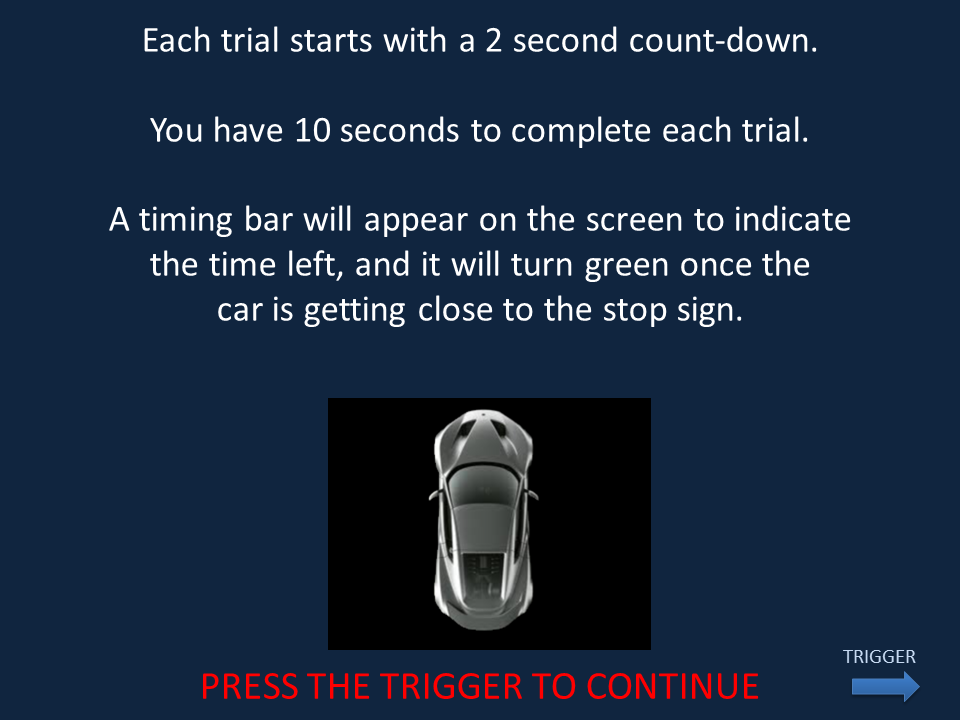 Each trial starts with a 2 second count-down.
You have 10 seconds to complete each trial.
A timing bar will appear on the screen to indicate
the time left, and it will turn green once the
car is getting close to the stop sign.
TRIGGER
PRESS THE TRIGGER TO CONTINUE